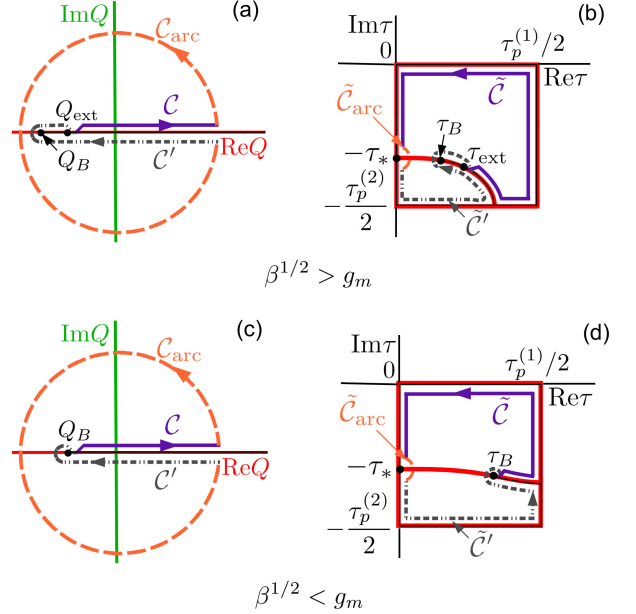 (a)
ImQ
𝒞_arc
Q_ext
𝒞
Q_B
𝒞′
ReQ
(b)
Imτ
τ_p^(1)/2
0
Reτ
𝒞̃_arc
𝒞̃
τ_B
τ_ext
−τ_*
−τ_p^(2)/2
𝒞̃′
β^{1/2} > g_m
(c)
ImQ
𝒞_arc
Q_B
𝒞
𝒞′
ReQ
(d)
Imτ
τ_p^(1)/2
0
Reτ
𝒞̃_arc
𝒞̃
τ_B
−τ_*
−τ_p^(2)/2
𝒞̃′
β^{1/2} < g_m